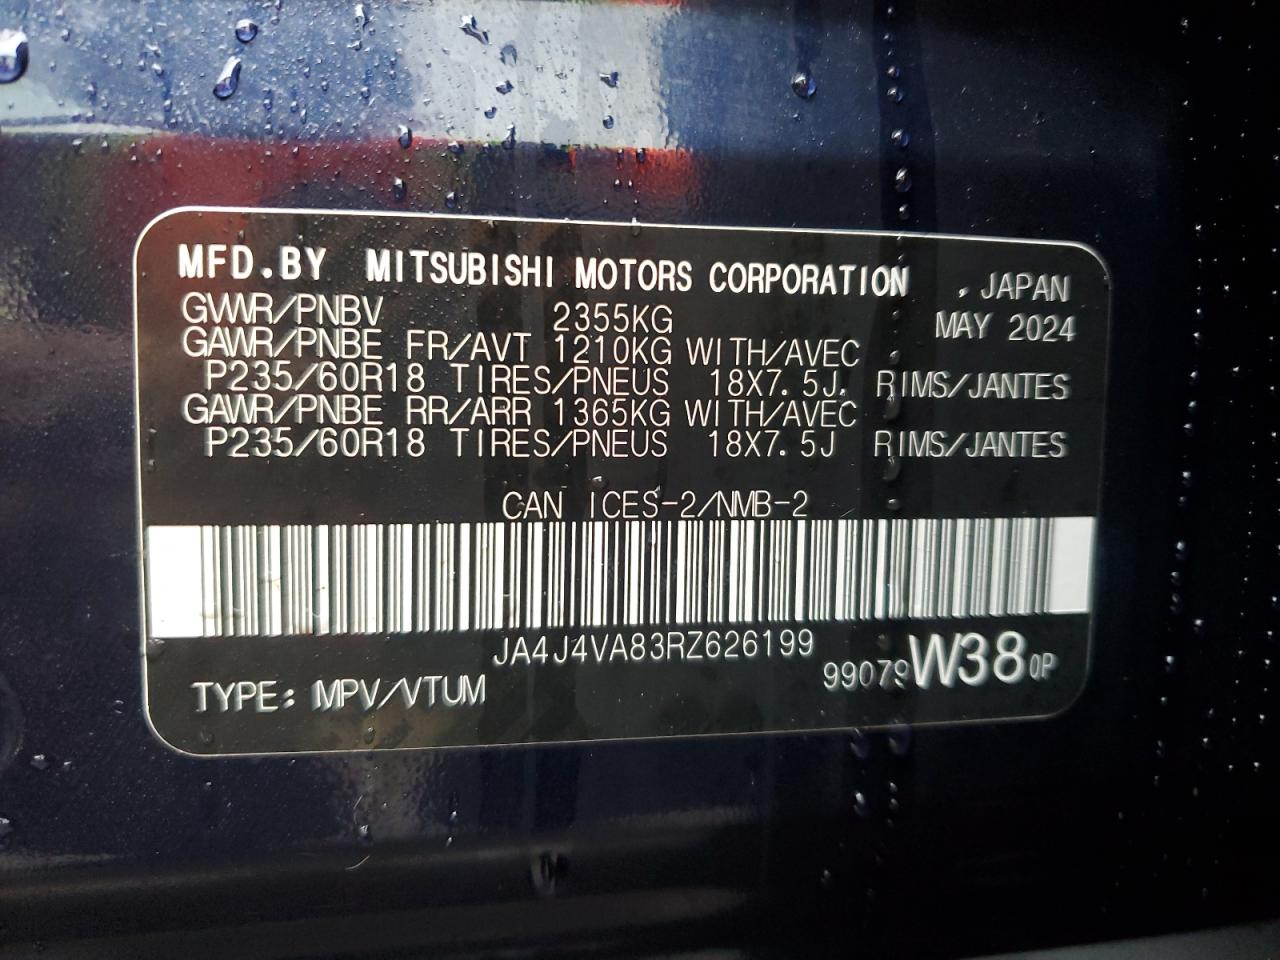 MFD.BY MITSUBISHI MOTORS CORPORATION , JAPAN
GVWR/PNBV 2355KG MAY 2024
GAWR/PNBE FR/AVT 1210KG WITH/AVEC
P235/60R18 TIRES/PNEUS 18X7.5J RIMS/JANTES
GAWR/PNBE RR/ARR 1365KG WITH/AVEC
P235/60R18 TIRES/PNEUS 18X7.5J RIMS/JANTES
CAN ICES-2/NMB-2
JA4J4VA83RZ626199
99079 W38 0P
TYPE: MPV/VTUM